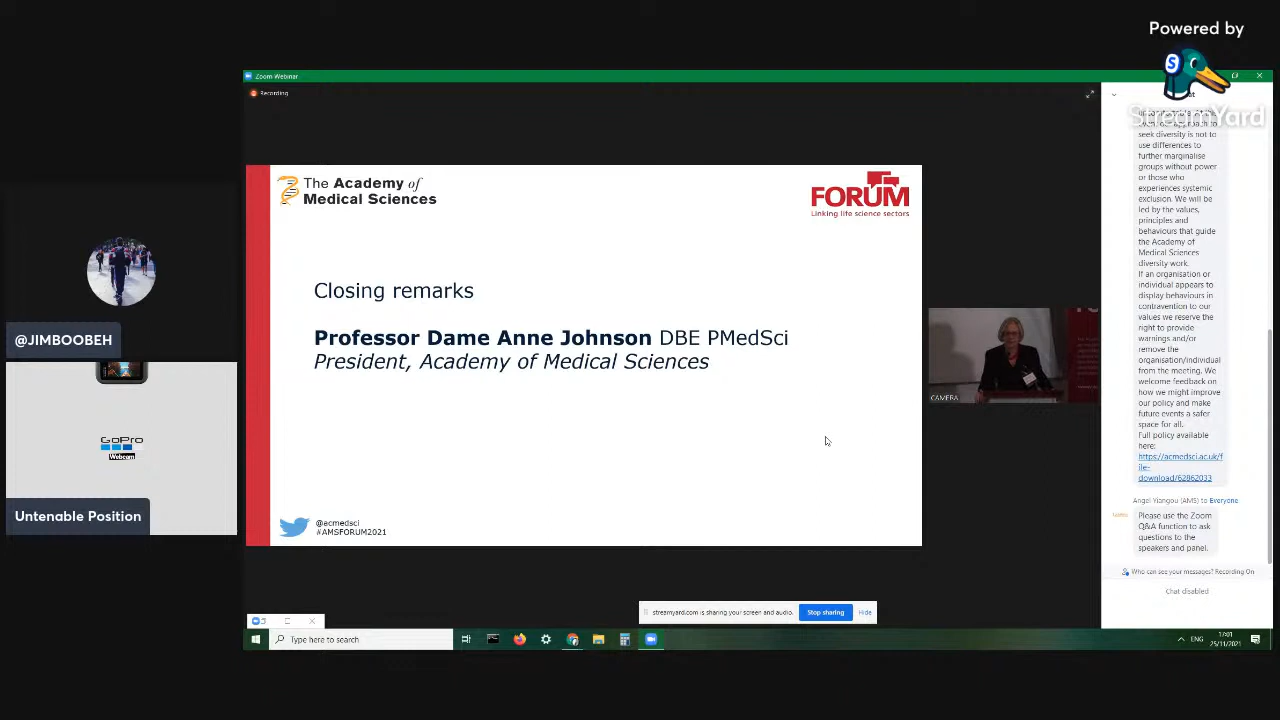 Powered by
StreamYard
Zoom Webinar
Recording
The Academy of
Medical Sciences
FORUM
Linking life science sectors
Closing remarks
Professor Dame Anne Johnson DBE PMedSci
President, Academy of Medical Sciences
@acmedsci
#AMSFORUM2021
@JIMBOOBEH
GoPro
Webcam
Untenable Position
CAMERA
seek diversity is not to
use differences to
further marginalise
groups without power
or those who
experiences systemic
exclusion. We will be
led by the values,
principles and
behaviours that guide
the Academy of
Medical Sciences
diversity work.
If an organisation or
individual appears to
display behaviours in
contravention to our
values we reserve the
right to provide
warnings and/or
remove the
organisation/individual
from the meeting. We
welcome feedback on
how we might improve
our policy and make
future events a safer
space for all.
Full policy available
here:
https://acmedsci.ac.uk/f
ile-
download/62862033
Angel Yiangou (AMS) to Everyone
Please use the Zoom
Q&A function to ask
questions to the
speakers and panel.
Who can see your messages? Recording On
Chat disabled
streamyard.com is sharing your screen and audio.
Stop sharing
Hide
Type here to search
ENG
17:01
25/11/2021